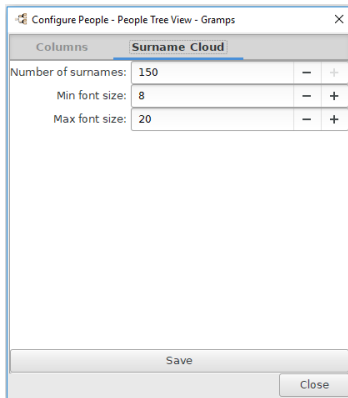 Configure People - People Tree View - Gramps
Columns Surname Cloud
Number of surnames: 150
Min font size: 8
Max font size: 20
Save
Close